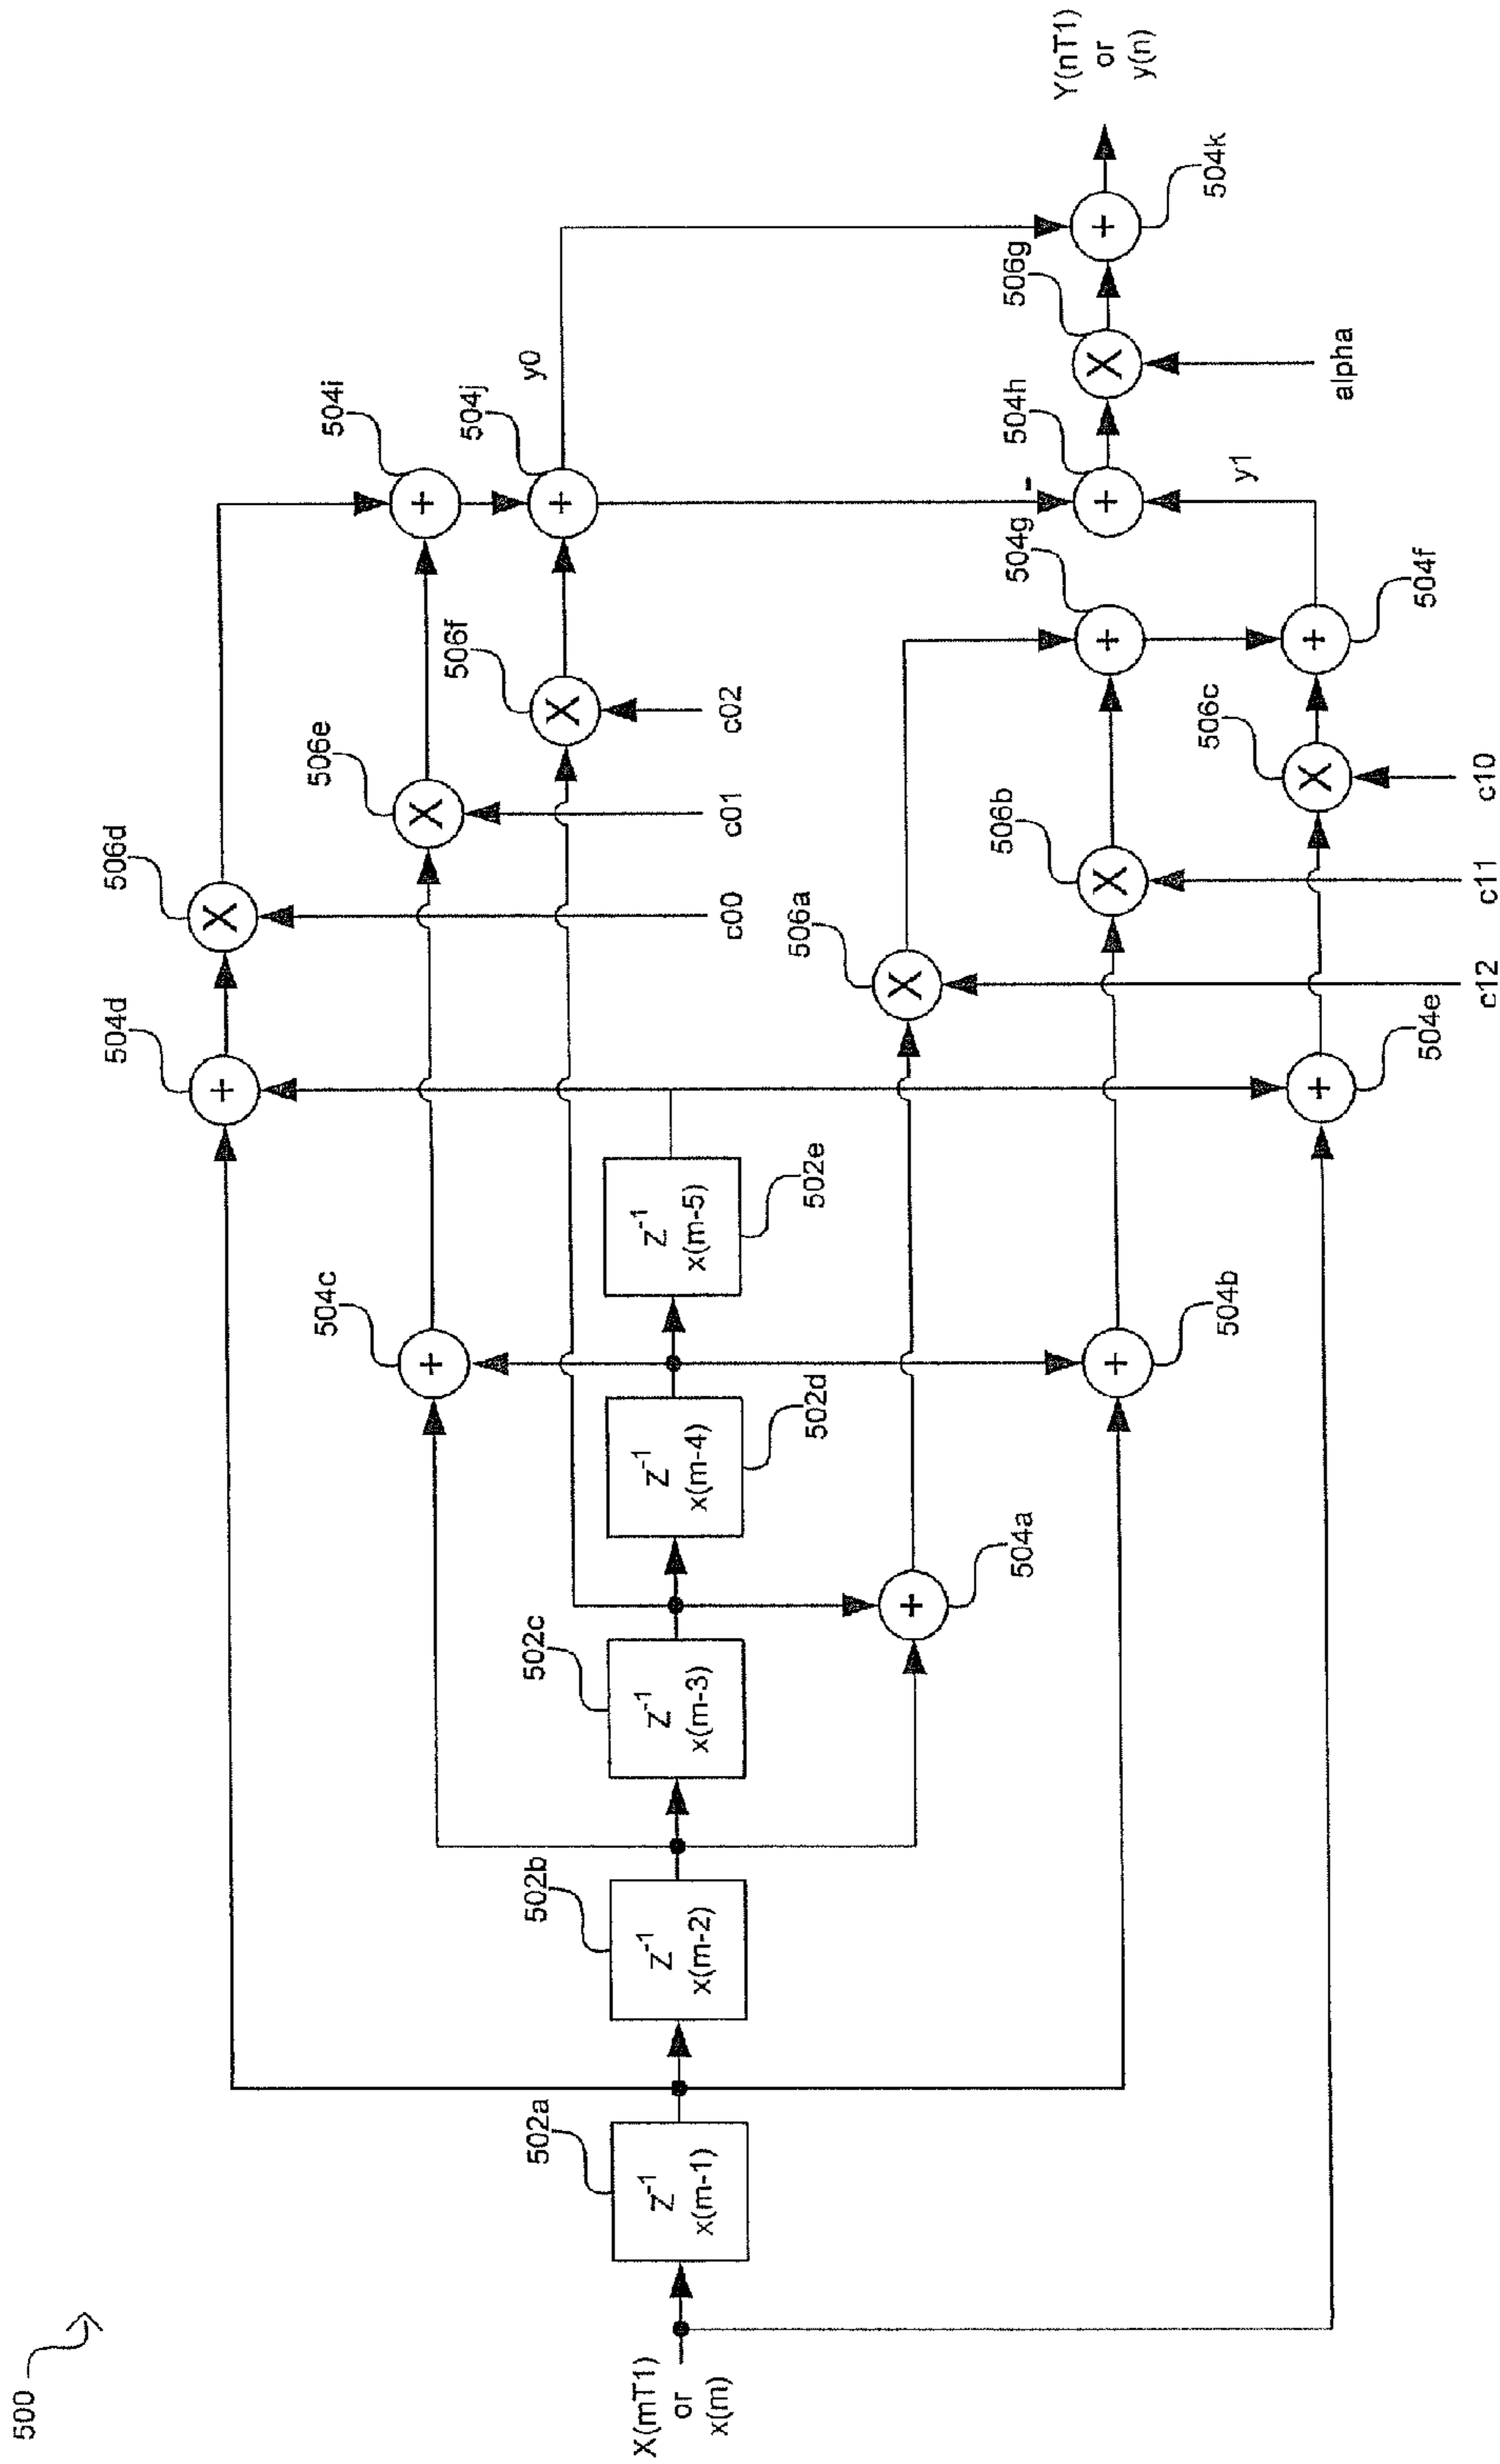 500
X(mT1)
or
x(m)
Z-1
x(m-1)
502a
Z-1
x(m-2)
502b
Z-1
x(m-3)
502c
Z-1
x(m-4)
502d
Z-1
x(m-5)
502e
+
504a
+
504b
+
504c
+
504d
+
504e
X
506a
c12
X
506b
c11
X
506c
c10
X
506d
c00
X
506e
c01
X
506f
c02
+
504f
+
504g
+
504i
+
504j
y0
+
504h
-
y1
X
506g
alpha
+
504k
Y(nT1)
or
y(n)